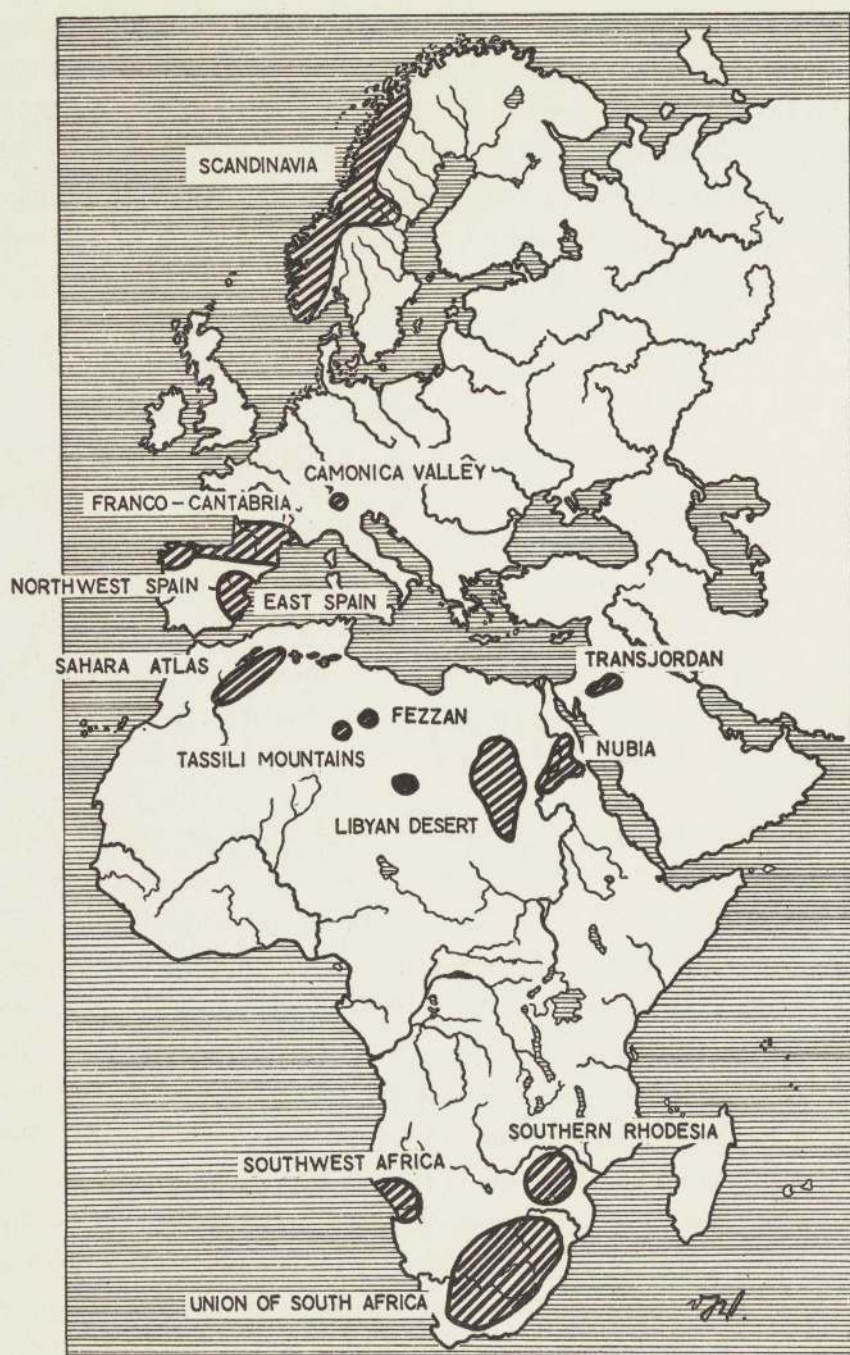 SCANDINAVIA
CAMONICA VALLEY
FRANCO-CANTABRIA
NORTHWEST SPAIN
EAST SPAIN
SAHARA ATLAS
TRANSJORDAN
FEZZAN
NUBIA
TASSILI MOUNTAINS
LIBYAN DESERT
SOUTHERN RHODESIA
SOUTHWEST AFRICA
UNION OF SOUTH AFRICA